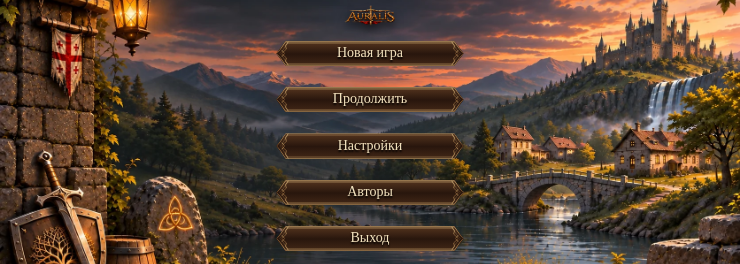 AURALIS
Новая игра
Продолжить
Настройки
Авторы
Выход